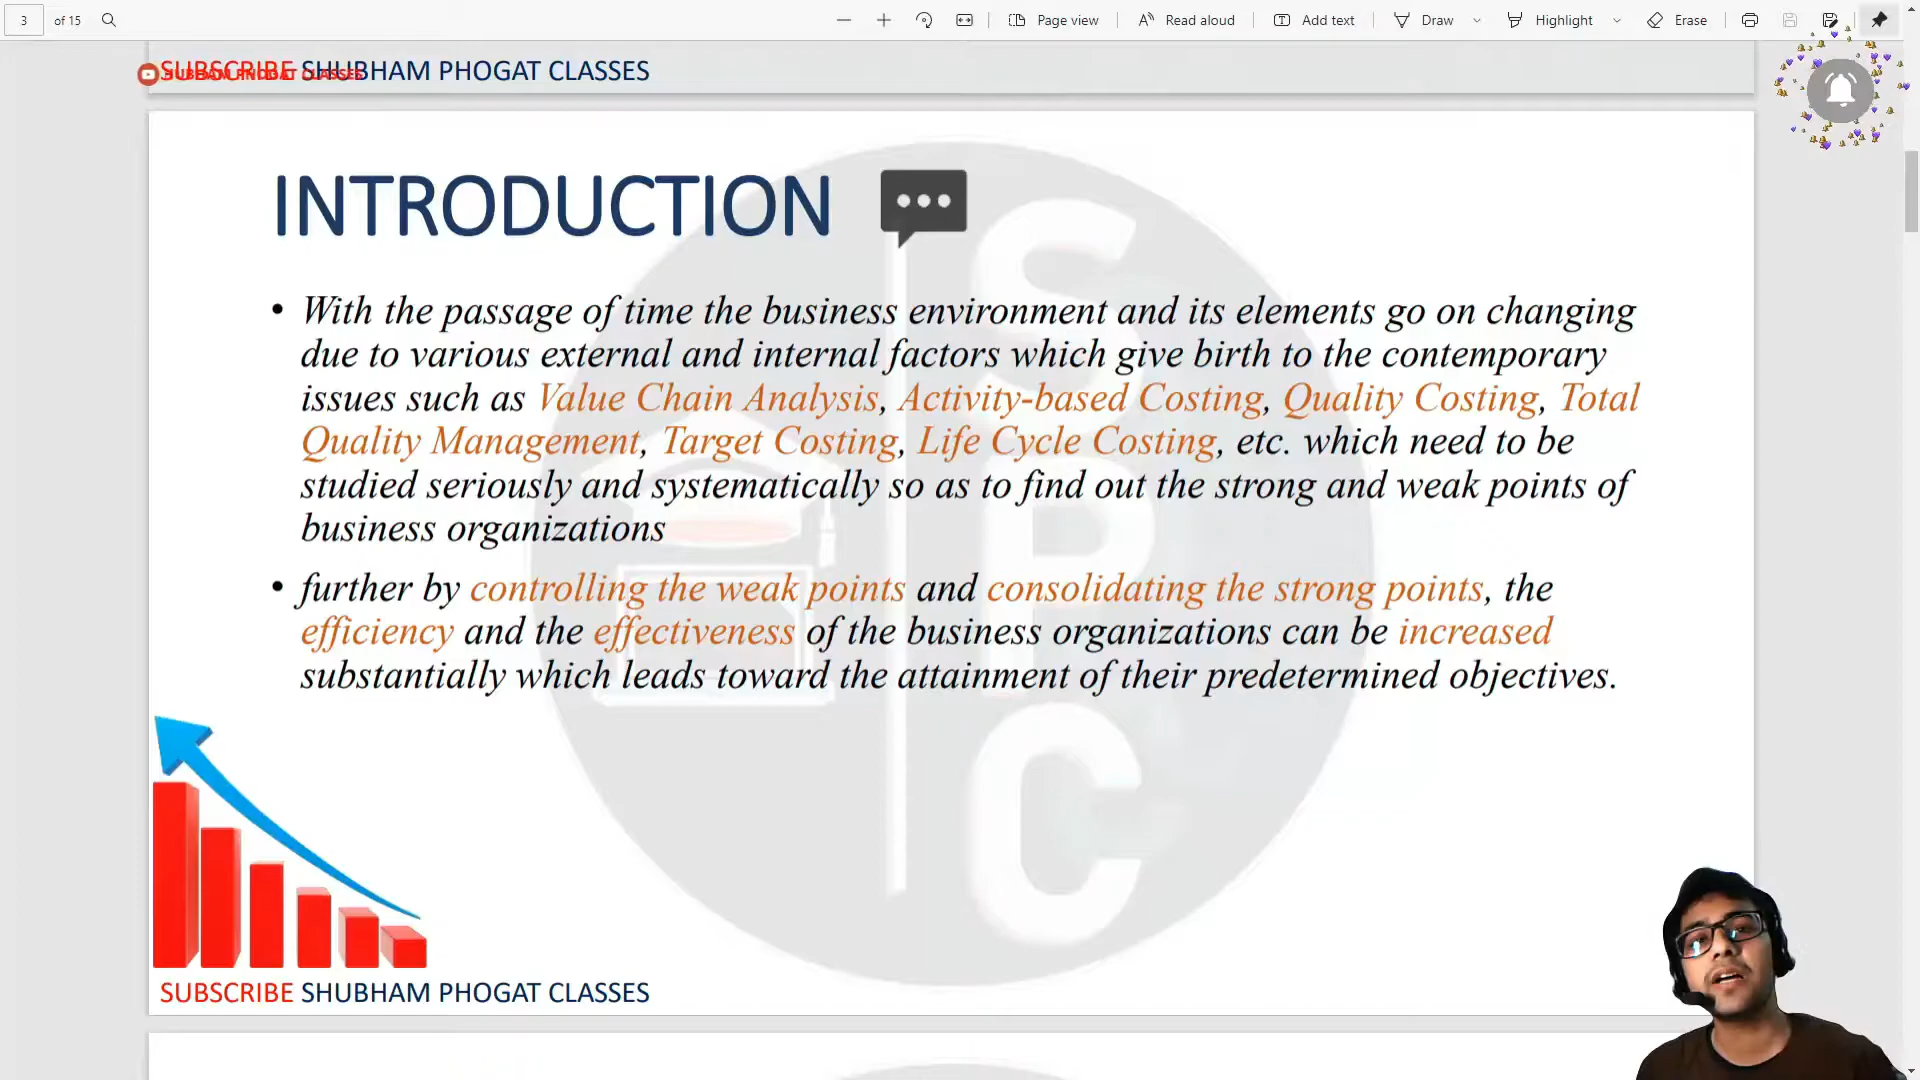 3 of 15
Page view
Read aloud
Add text
Draw
Highlight
Erase
SUBSCRIBE SHUBHAM PHOGAT CLASSES
SHUBHAM PHOGAT CLASSES
INTRODUCTION
• With the passage of time the business environment and its elements go on changing
due to various external and internal factors which give birth to the contemporary
issues such as Value Chain Analysis, Activity-based Costing, Quality Costing, Total
Quality Management, Target Costing, Life Cycle Costing, etc. which need to be
studied seriously and systematically so as to find out the strong and weak points of
business organizations
• further by controlling the weak points and consolidating the strong points, the
efficiency and the effectiveness of the business organizations can be increased
substantially which leads toward the attainment of their predetermined objectives.
S
P
C
SUBSCRIBE SHUBHAM PHOGAT CLASSES